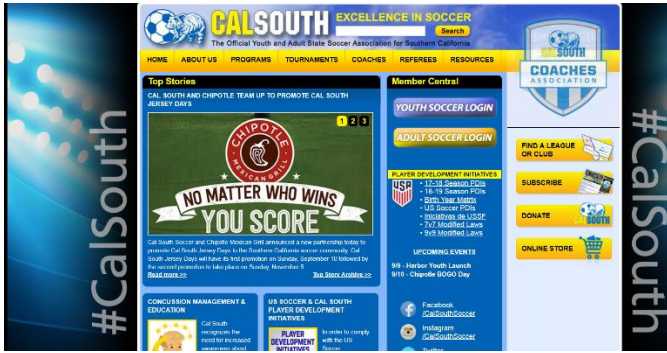 CALSOUTH EXCELLENCE IN SOCCER
Search
The Official Youth and Adult State Soccer Association for Southern California
HOME ABOUT US PROGRAMS TOURNAMENTS COACHES REFEREES RESOURCES
CAL SOUTH
COACHES
ASSOCIATION
#CalSouth
Top Stories
CAL SOUTH AND CHIPOTLE TEAM UP TO PROMOTE CAL SOUTH
JERSEY DAYS
1 2 3
CHIPOTLE
MEXICAN GRILL
NO MATTER WHO WINS
YOU SCORE
Cal South Soccer and Chipotle Mexican Grill announced a new partnership today to
promote Cal South Jersey Days in the Southern California soccer community. Cal
South Jersey Days will have its first promotion on Sunday, September 10 followed by
the second promotion to take place on Sunday, November 5.
Read more >>
Top Story Archive >>
CONCUSSION MANAGEMENT &
EDUCATION
Cal South
recognizes the
need for increased
awareness about
US SOCCER & CAL SOUTH
PLAYER DEVELOPMENT
INITIATIVES
PLAYER
DEVELOPMENT
INITIATIVES
In order to comply
with the US
Soccer
Member Central
YOUTH SOCCER LOGIN
ADULT SOCCER LOGIN
PLAYER DEVELOPMENT INITIATIVES
USA
• 17-18 Season PDIs
• 18-19 Season PDIs
• Birth Year Matrix
• US Soccer PDIs
• Iniciativas de USSF
• 7v7 Modified Laws
• 9v9 Modified Laws
UPCOMING EVENTS
9/9 - Harbor Youth Launch
9/10 - Chipotle BOGO Day
Facebook
/CalSouthSoccer
Instagram
/CalSouthSoccer
Twitter
FIND A LEAGUE
OR CLUB
SUBSCRIBE
DONATE
ONLINE STORE
#CalSouth